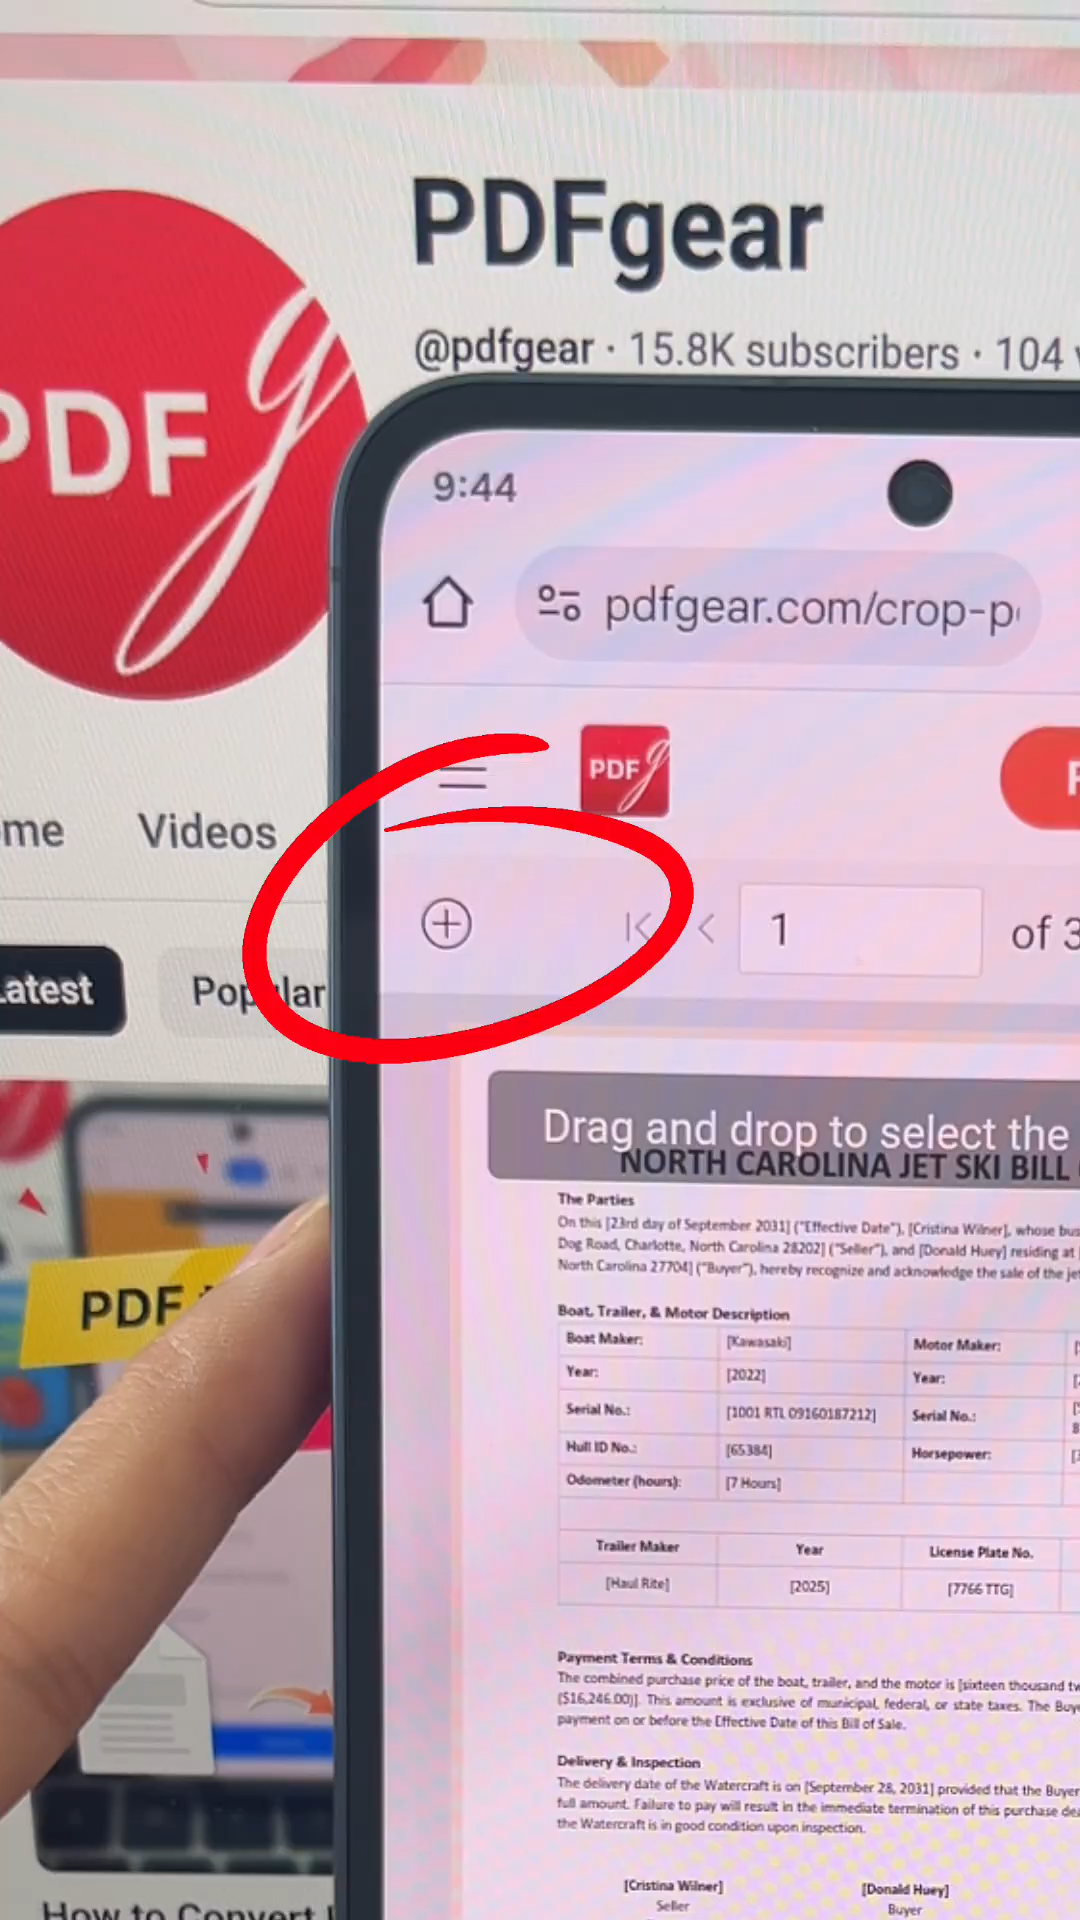 PDFgear
@pdfgear · 15.8K subscribers · 104
PDFg
9:44
pdfgear.com/crop-p
PDFg
Videos
1
of 3
Latest
Popular
Drag and drop to select the
NORTH CAROLINA JET SKI BILL
The Parties
On this [23rd day of September 2031] ("Effective Date"), [Cristina Wilner], whose bus
Dog Road, Charlotte, North Carolina 28202] ("Seller"), and [Donald Huey] residing at
North Carolina 27704] ("Buyer"), hereby recognize and acknowledge the sale of the jet
PDF
Boat, Trailer, & Motor Description
Boat Maker: [Kawasaki] Motor Maker:
Year: [2022] Year:
Serial No.: [1001 RTL 09160187212] Serial No.:
Hull ID No.: [65384] Horsepower:
Odometer (hours): [7 Hours]
Trailer Maker Year License Plate No.
[Haul Rite] [2025] [7766 TTG]
Payment Terms & Conditions
The combined purchase price of the boat, trailer, and the motor is [sixteen thousand tw
($16,246.00)]. This amount is exclusive of municipal, federal, or state taxes. The Buye
payment on or before the Effective Date of this Bill of Sale.
Delivery & Inspection
The delivery date of the Watercraft is on [September 28, 2031] provided that the Buyer
full amount. Failure to pay will result in the immediate termination of this purchase dea
the Watercraft is in good condition upon inspection.
[Cristina Wilner] [Donald Huey]
Seller Buyer
How to Convert